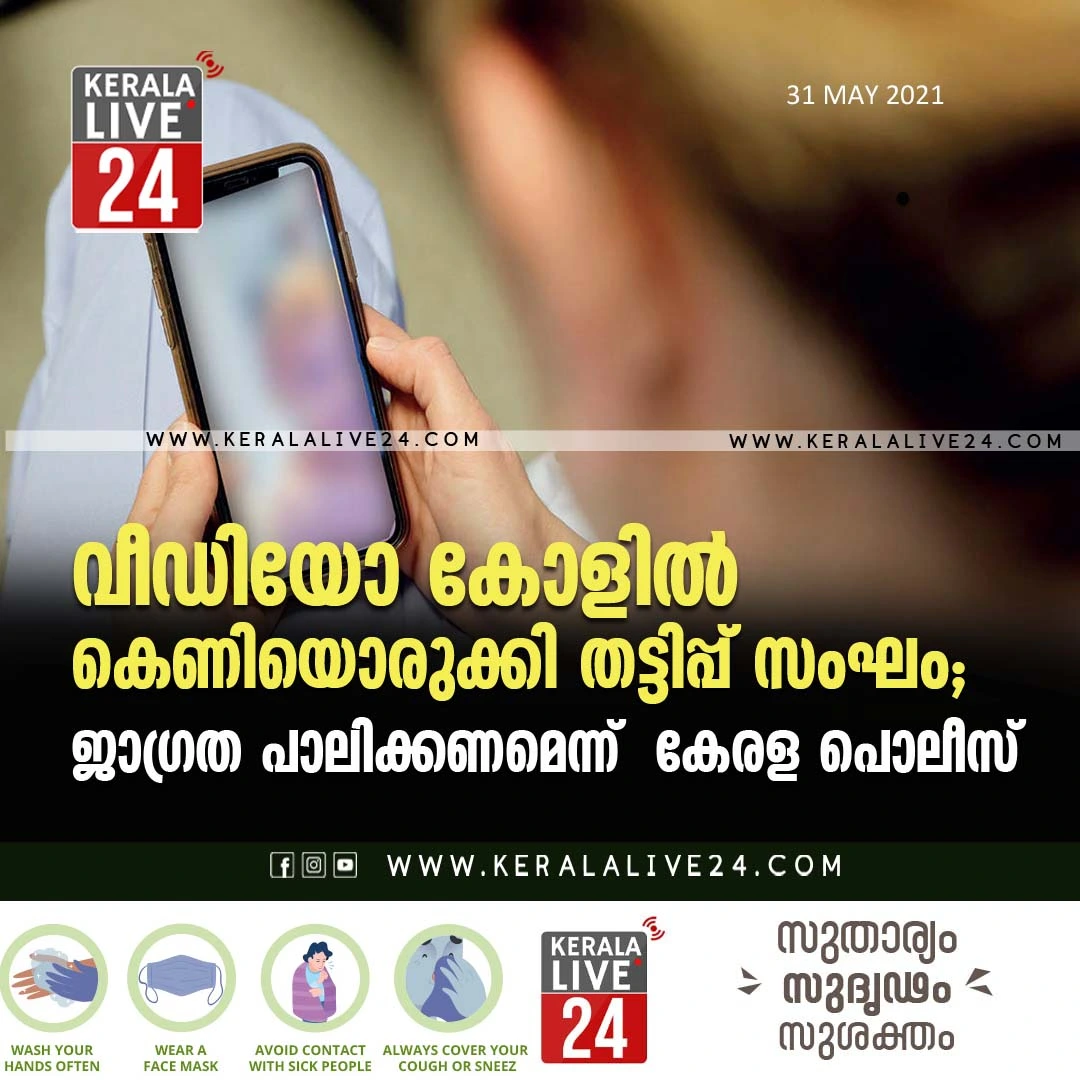 KERALA
LIVE
24
31 MAY 2021
WWW.KERALALIVE24.COM
WWW.KERALALIVE24.COM
വീഡിയോ കോളിൽ
കെണിയൊരുക്കി തട്ടിപ്പ് സംഘം;
ജാഗ്രത പാലിക്കണമെന്ന് കേരള പൊലീസ്
WWW.KERALALIVE24.COM
WASH YOUR
HANDS OFTEN
WEAR A
FACE MASK
AVOID CONTACT
WITH SICK PEOPLE
ALWAYS COVER YOUR
COUGH OR SNEEZ
KERALA
LIVE
24
സുതാര്യം
സുദൃഢം
സുശക്തം